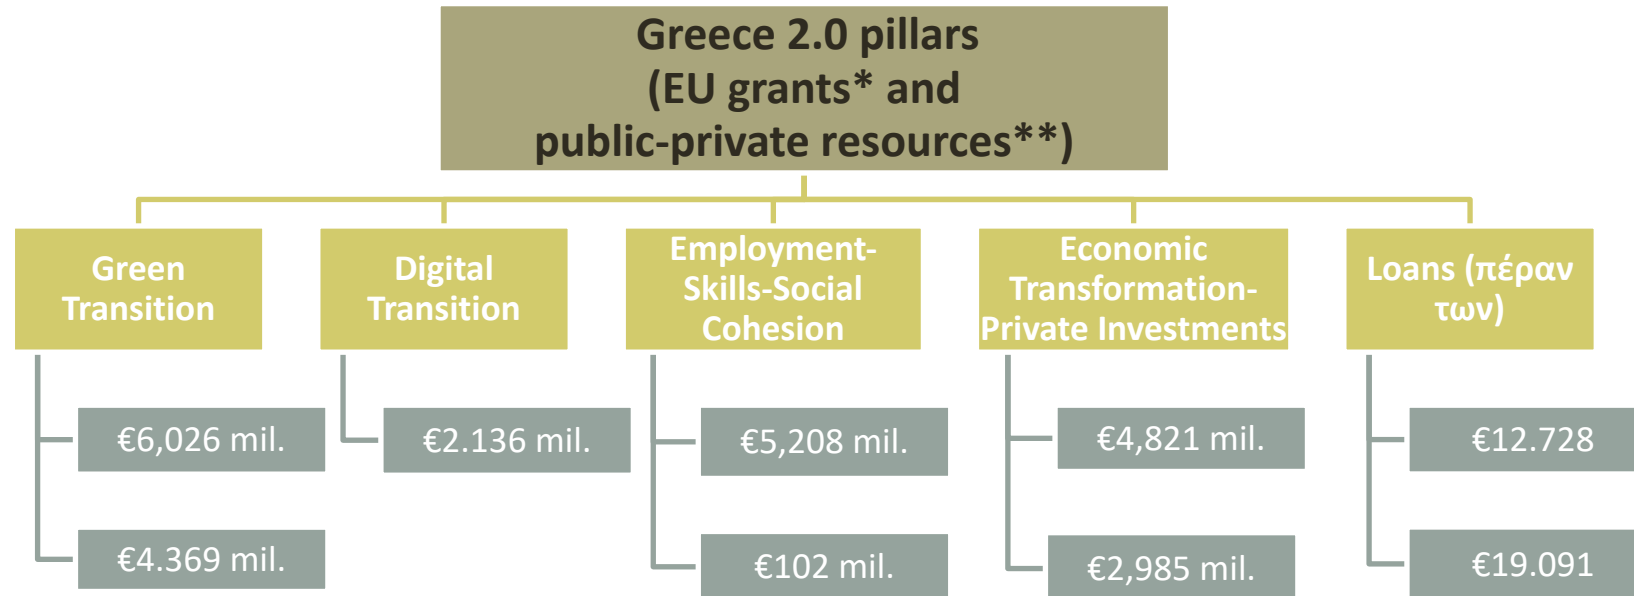 Greece 2.0 pillars
(EU grants* and
public-private resources**)
Green
Transition
Digital
Transition
Employment-
Skills-Social
Cohesion
Economic
Transformation-
Private Investments
Loans (πέραν
των)
€6,026 mil.
€2.136 mil.
€5,208 mil.
€4,821 mil.
€12.728
€4.369 mil.
€102 mil.
€2,985 mil.
€19.091